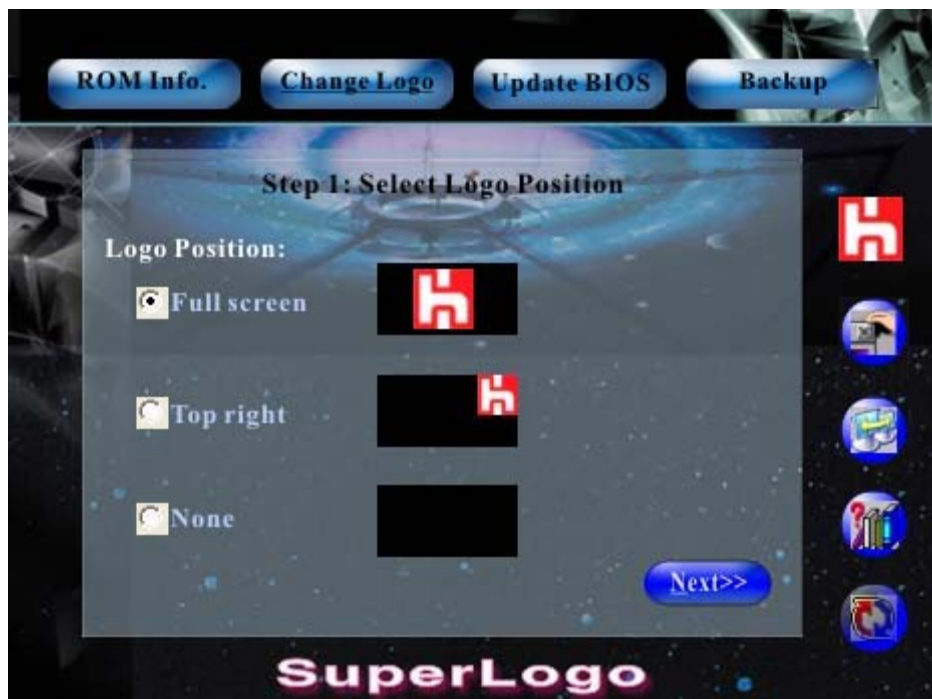 ROM Info.
Change Logo
Update BIOS
Backup
Step 1: Select Logo Position
Logo Position:
Full screen
Top right
None
Next>>
SuperLogo